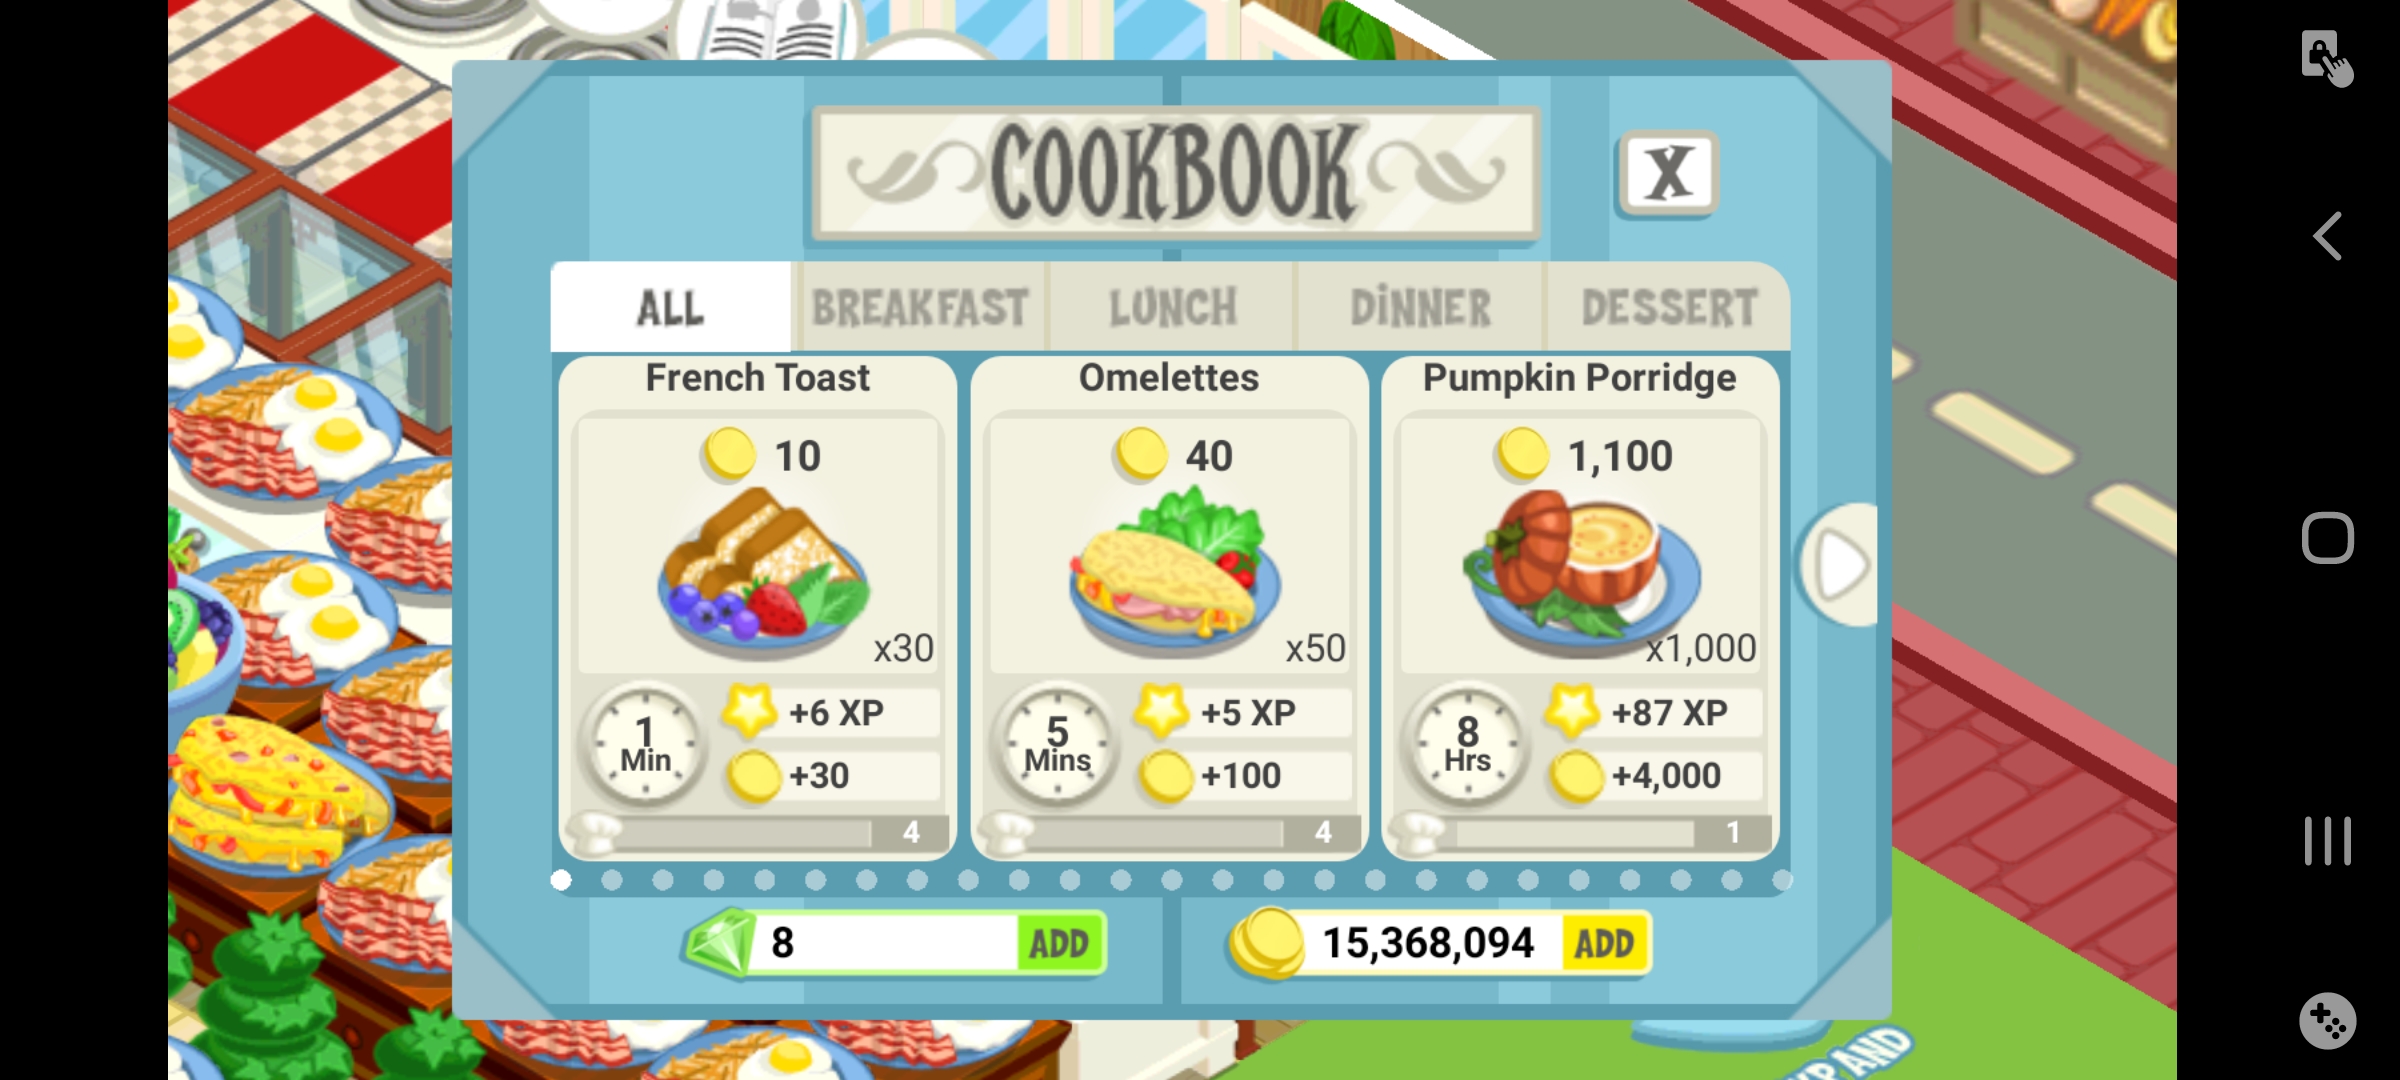 COOKBOOK
X
ALL
BREAKFAST
LUNCH
DINNER
DESSERT
French Toast
10
x30
1
Min
+6 XP
+30
4
Omelettes
40
x50
5
Mins
+5 XP
+100
4
Pumpkin Porridge
1,100
x1,000
8
Hrs
+87 XP
+4,000
1
8
ADD
15,368,094
ADD
AND